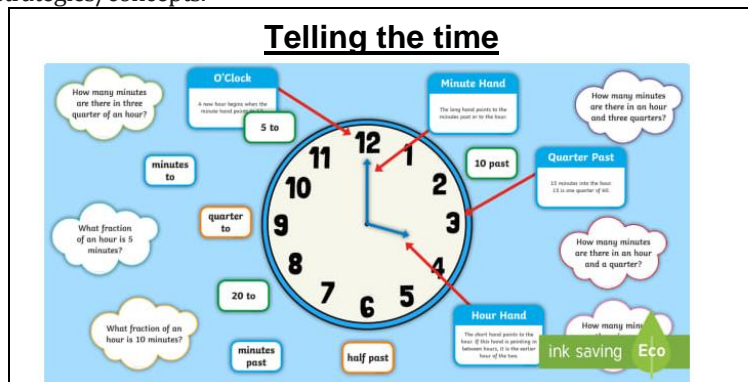 strategies/concepts.
Telling the time
How many minutes
are there in three
quarter of an hour?
O'Clock
A new hour begins when the
minute hand points
5 to
Minute Hand
The long hand points to the
minutes past or to the hour.
How many minutes
are there in an hour
and three quarters?
minutes
to
10 past
Quarter Past
15 minutes into the hour.
15 is one quarter of 60.
12
1
2
3
4
5
6
7
8
9
10
11
quarter
to
What fraction
of an hour is 5
minutes?
How many minutes
are there in an hour
and a quarter?
20 to
Hour Hand
The short hand points to the
hour. If this hand is pointing in
between hours, it is the earlier
hour of the two.
What fraction of an
hour is 10 minutes?
minutes
past
half past
How many
ink saving
Eco